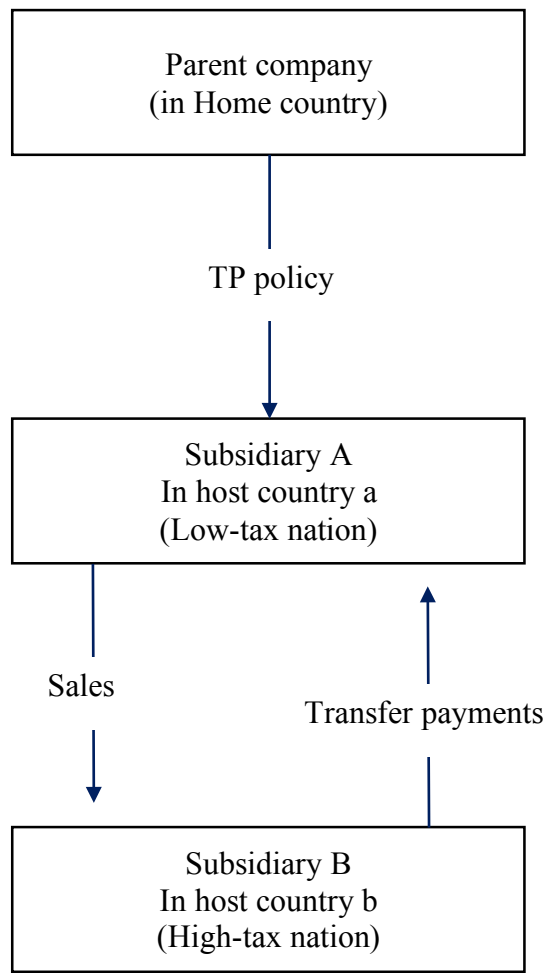 Parent company
(in Home country)
TP policy
Subsidiary A
In host country a
(Low-tax nation)
Sales
Transfer payments
Subsidiary B
In host country b
(High-tax nation)